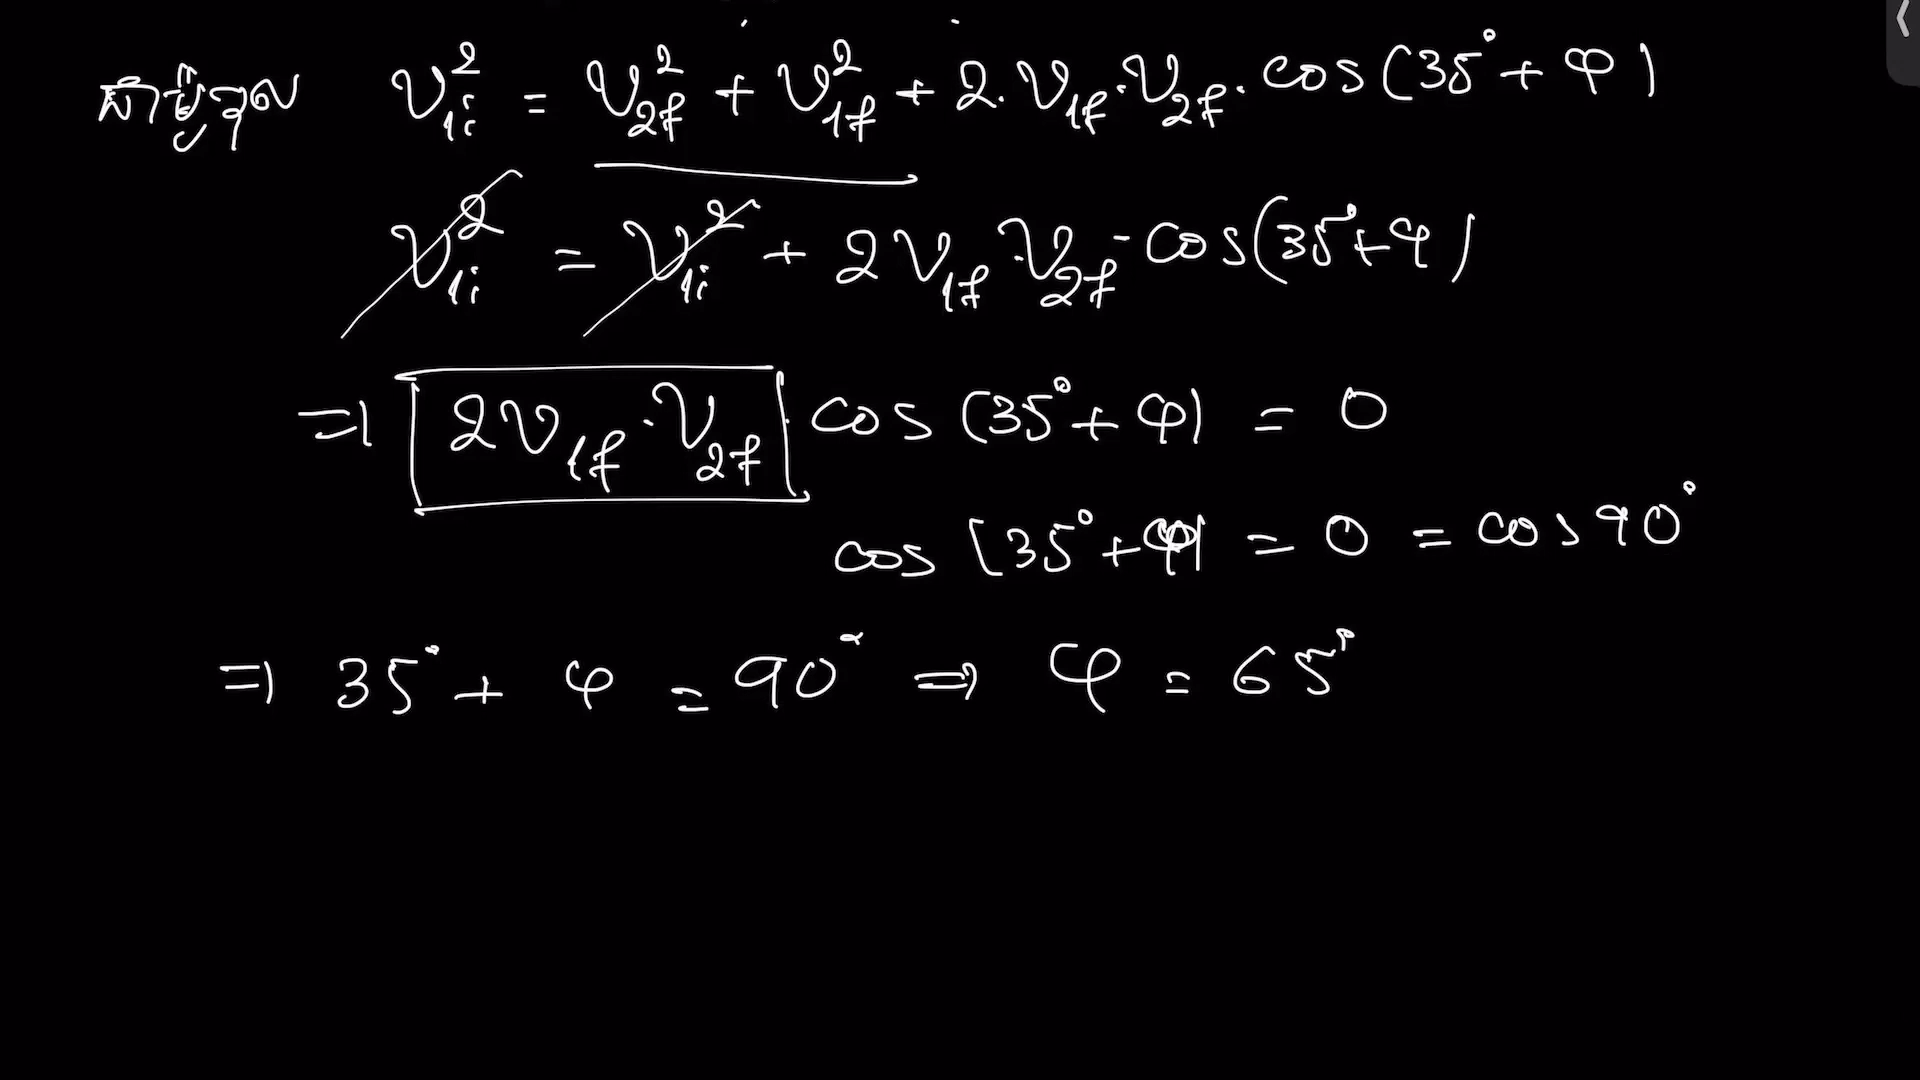 v₁ᵢ² = v₂f² + v₁f² + 2·v₁f·v₂f·cos(35° + φ)
v₁ᵢ² = v₁ᵢ² + 2v₁f·v₂f·cos(35° + φ)
⇒ 2v₁f·v₂f cos(35° + φ) = 0
cos(35° + φ) = 0 = cos 90°
⇒ 35° + φ = 90° ⇒ φ = 65°